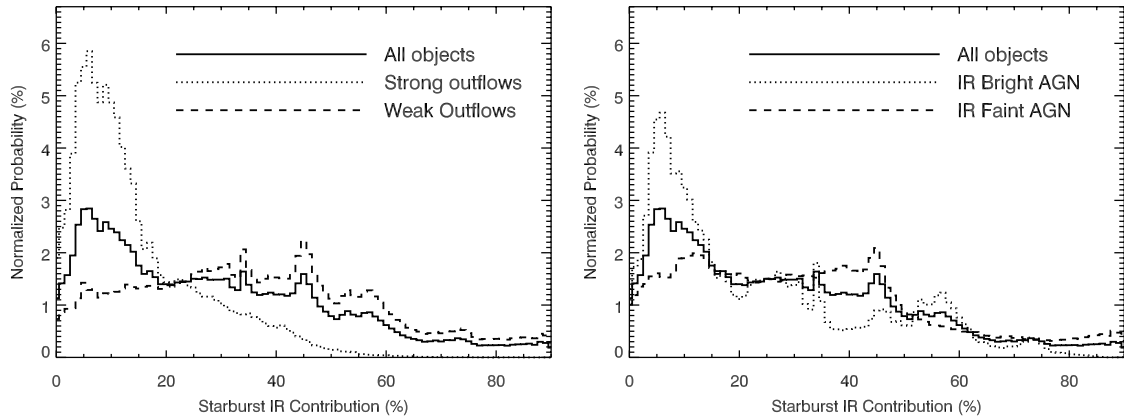 All objects
Strong outflows
Weak Outflows
Normalized Probability (%)
6
5
4
3
2
1
0
0 20 40 60 80
Starburst IR Contribution (%)
All objects
IR Bright AGN
IR Faint AGN
Normalized Probability (%)
6
5
4
3
2
1
0
0 20 40 60 80
Starburst IR Contribution (%)